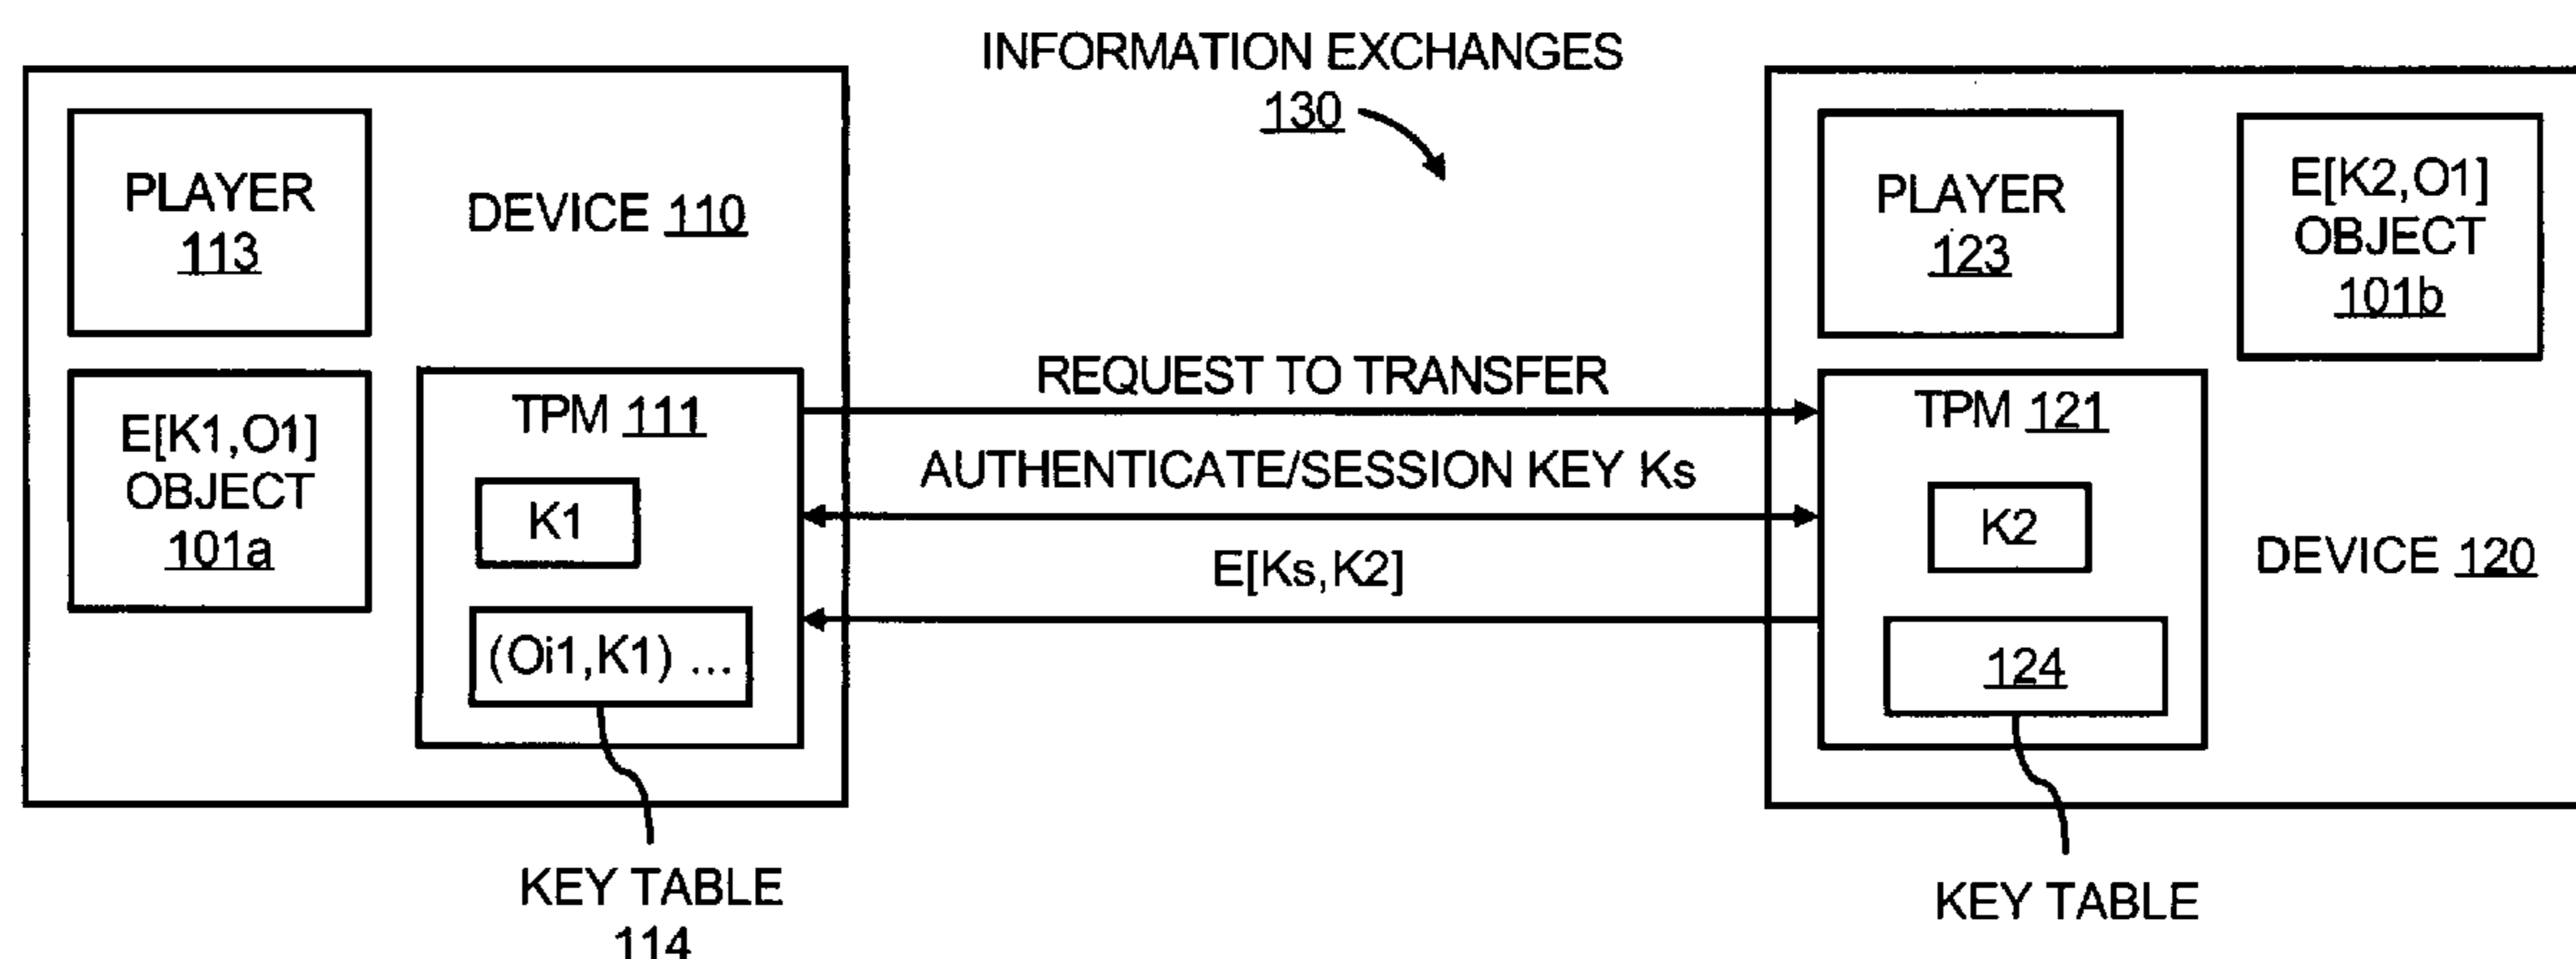 INFORMATION EXCHANGES
130
PLAYER
113
DEVICE 110
E[K1,O1]
OBJECT
101a
TPM 111
K1
(Oi1,K1) ...
KEY TABLE
114
REQUEST TO TRANSFER
AUTHENTICATE/SESSION KEY Ks
E[Ks,K2]
PLAYER
123
E[K2,O1]
OBJECT
101b
TPM 121
K2
DEVICE 120
124
KEY TABLE